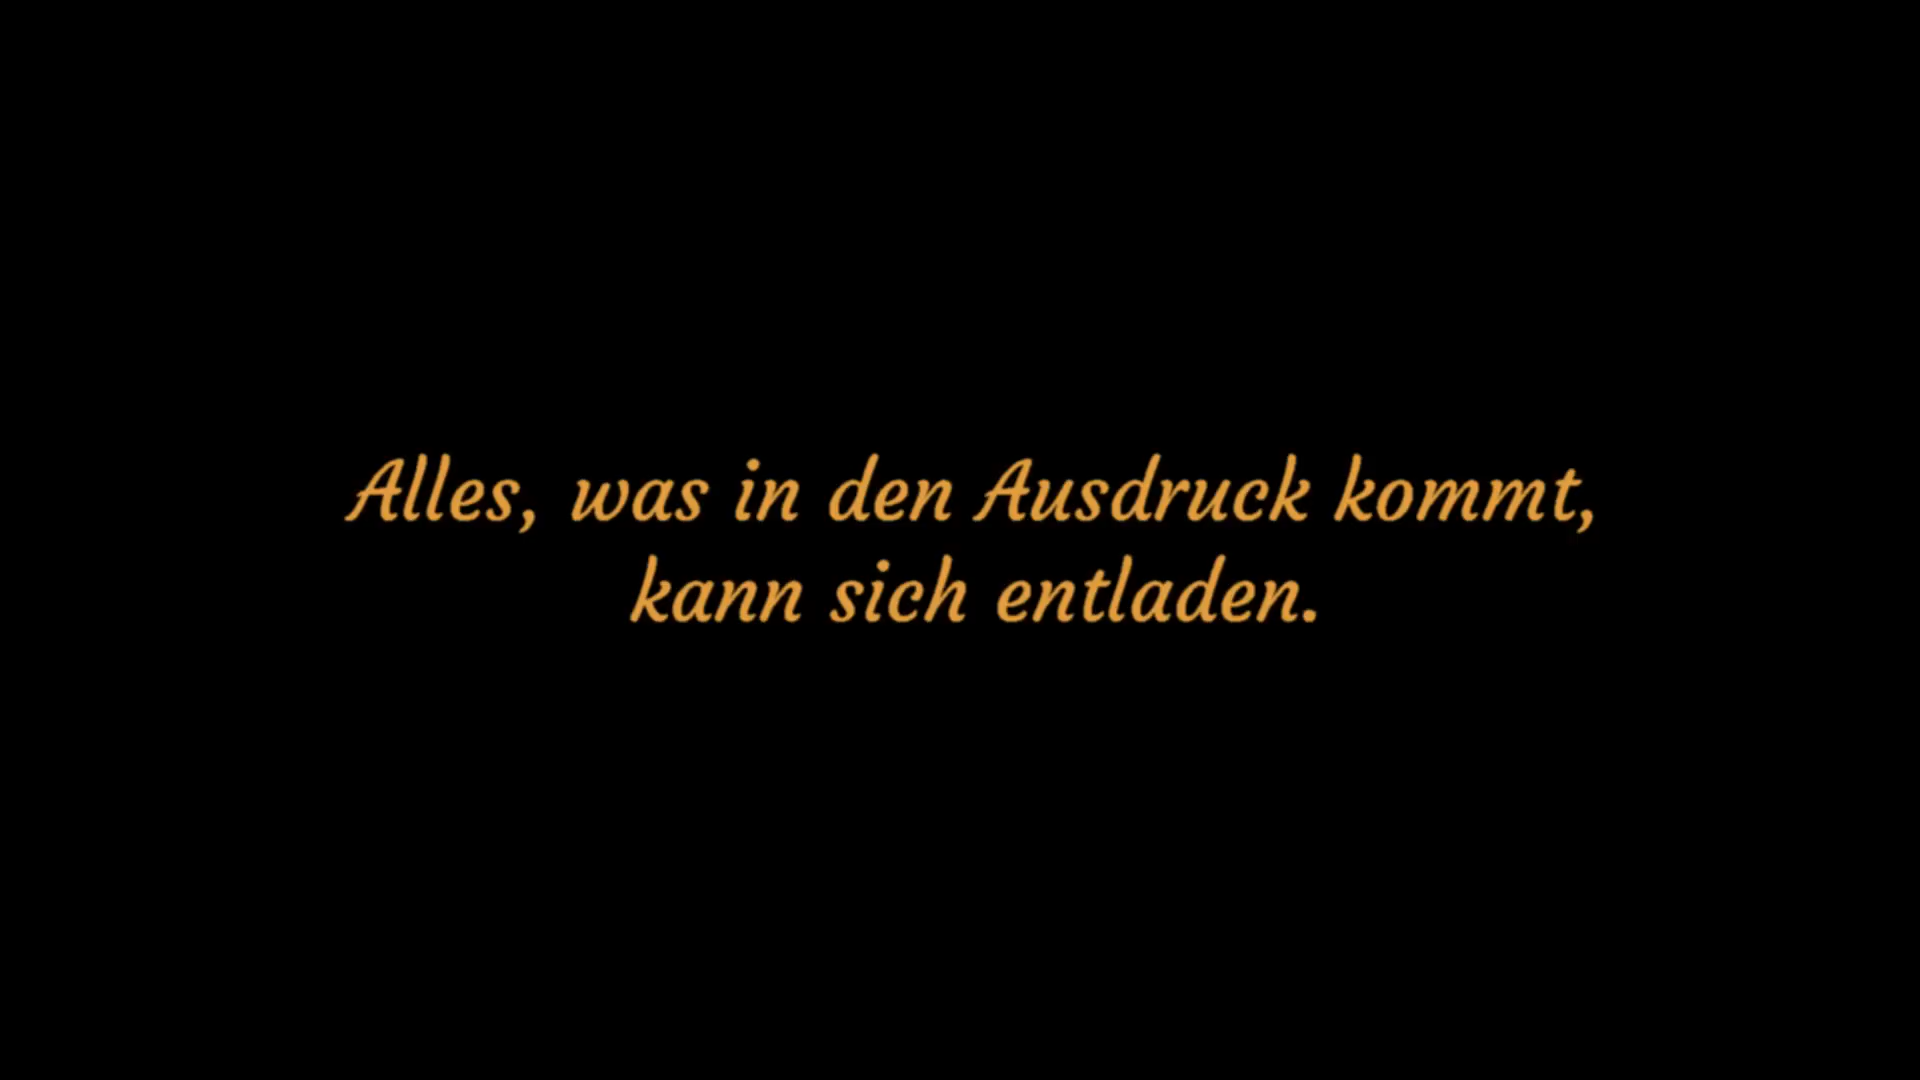 Alles, was in den Ausdruck kommt,
kann sich entladen.